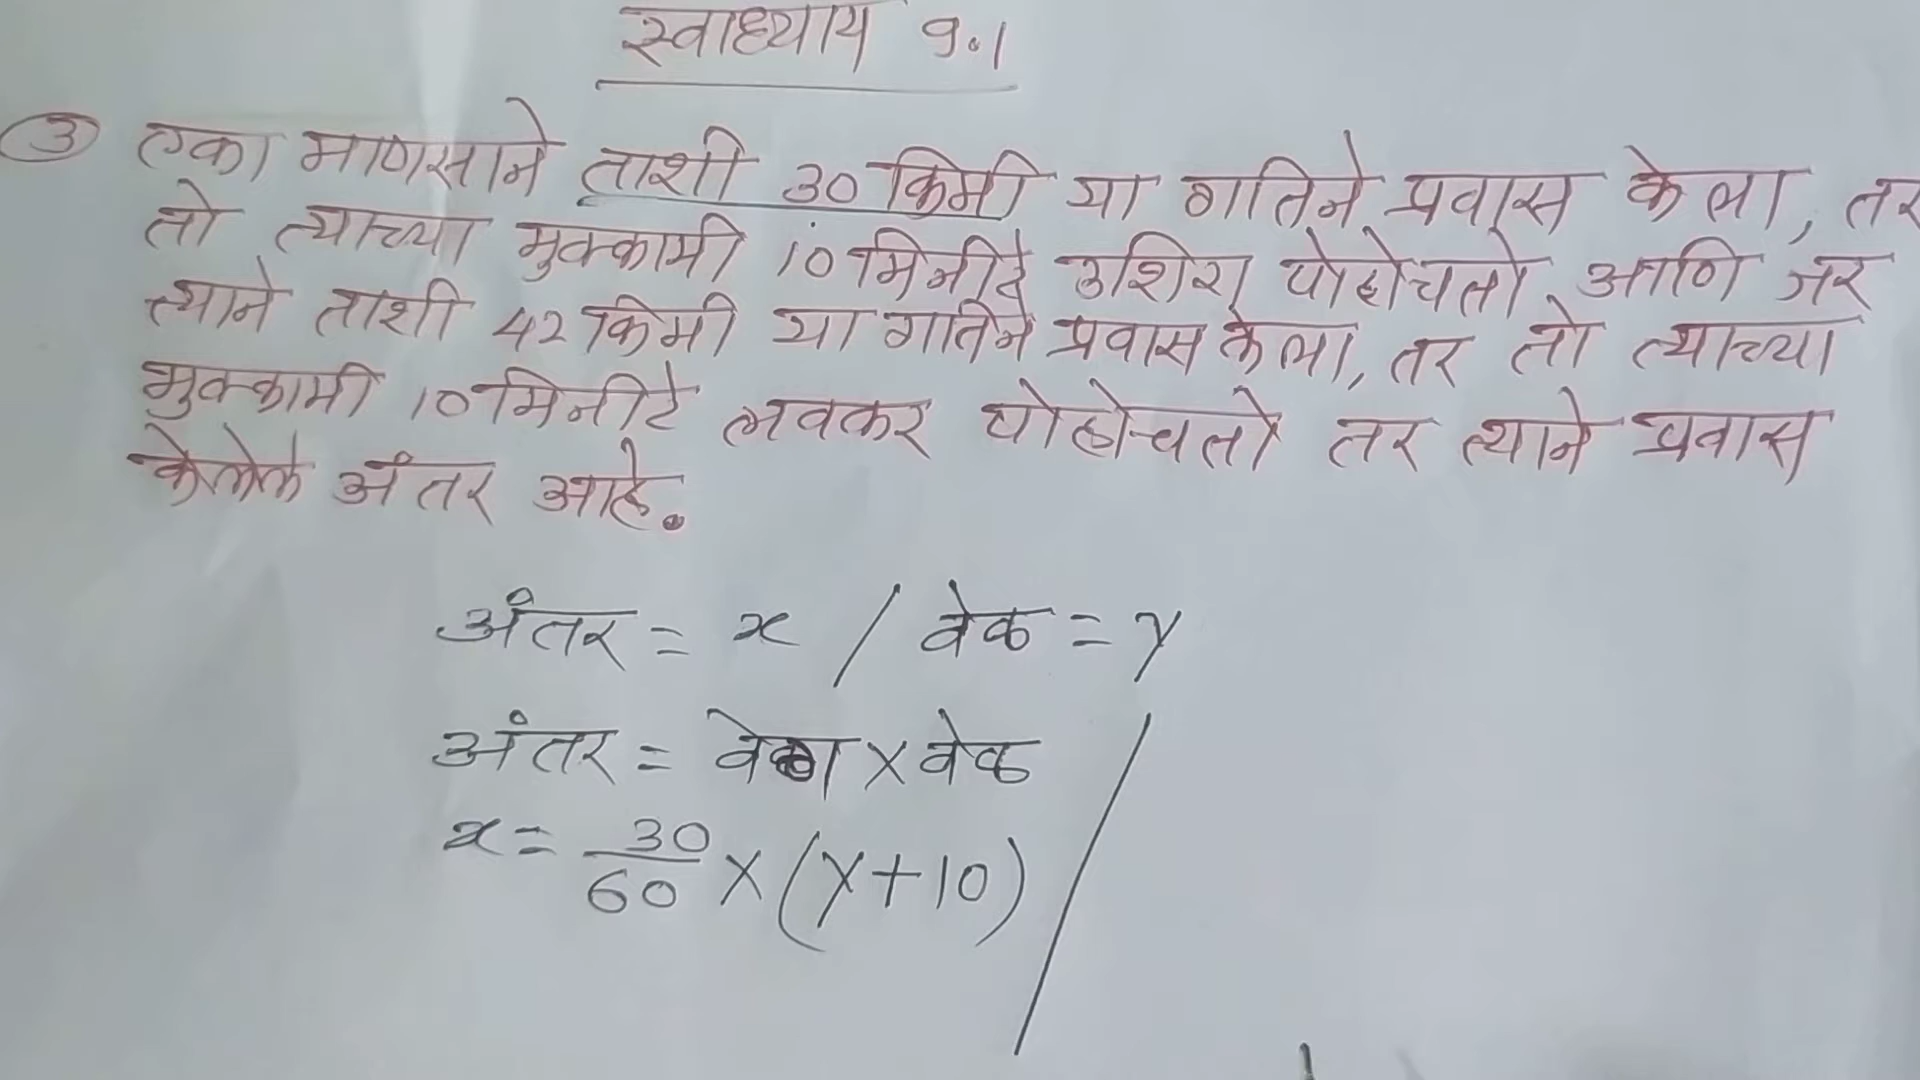 स्वाध्याय 9.1
③ एका माणसाने ताशी 30 किमी या गतिने प्रवास केला, तर
तो त्याच्या मुक्कामी 10 मिनीटे उशिरा पोहोचतो आणि जर
त्याने ताशी 42 किमी या गतिने प्रवास केला, तर तो त्याच्या
मुक्कामी 10 मिनीटे लवकर पोहोचतो तर त्याने प्रवास
केलेले अंतर आहे.
अंतर = x / वेळ = y
अंतर = वेग × वेळ
x = 30/60 × (y + 10)